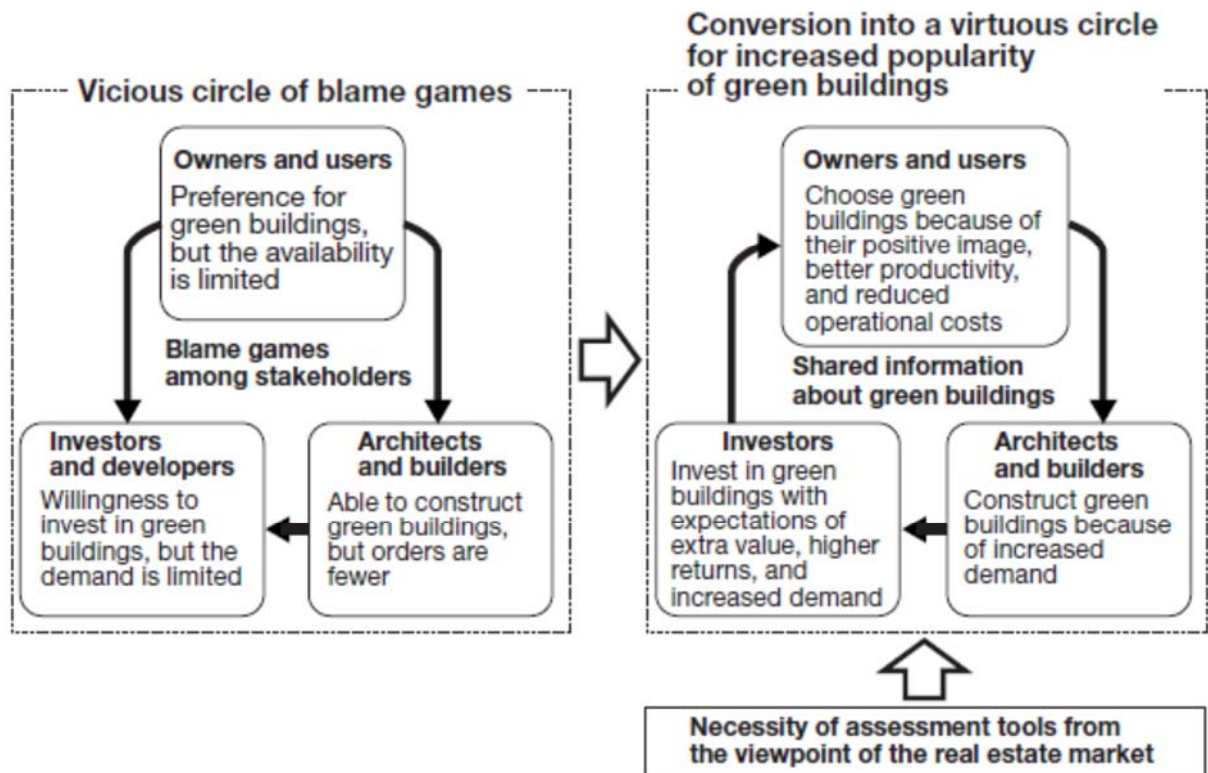 Vicious circle of blame games
Owners and users
Preference for
green buildings,
but the availability
is limited
Blame games
among stakeholders
Investors
and developers
Willingness to
invest in green
buildings, but the
demand is limited
Architects
and builders
Able to construct
green buildings,
but orders are
fewer
Conversion into a virtuous circle
for increased popularity
of green buildings
Owners and users
Choose green
buildings because of
their positive image,
better productivity,
and reduced
operational costs
Shared information
about green buildings
Investors
Invest in green
buildings with
expectations of
extra value, higher
returns, and
increased demand
Architects
and builders
Construct green
buildings because
of increased
demand
Necessity of assessment tools from
the viewpoint of the real estate market